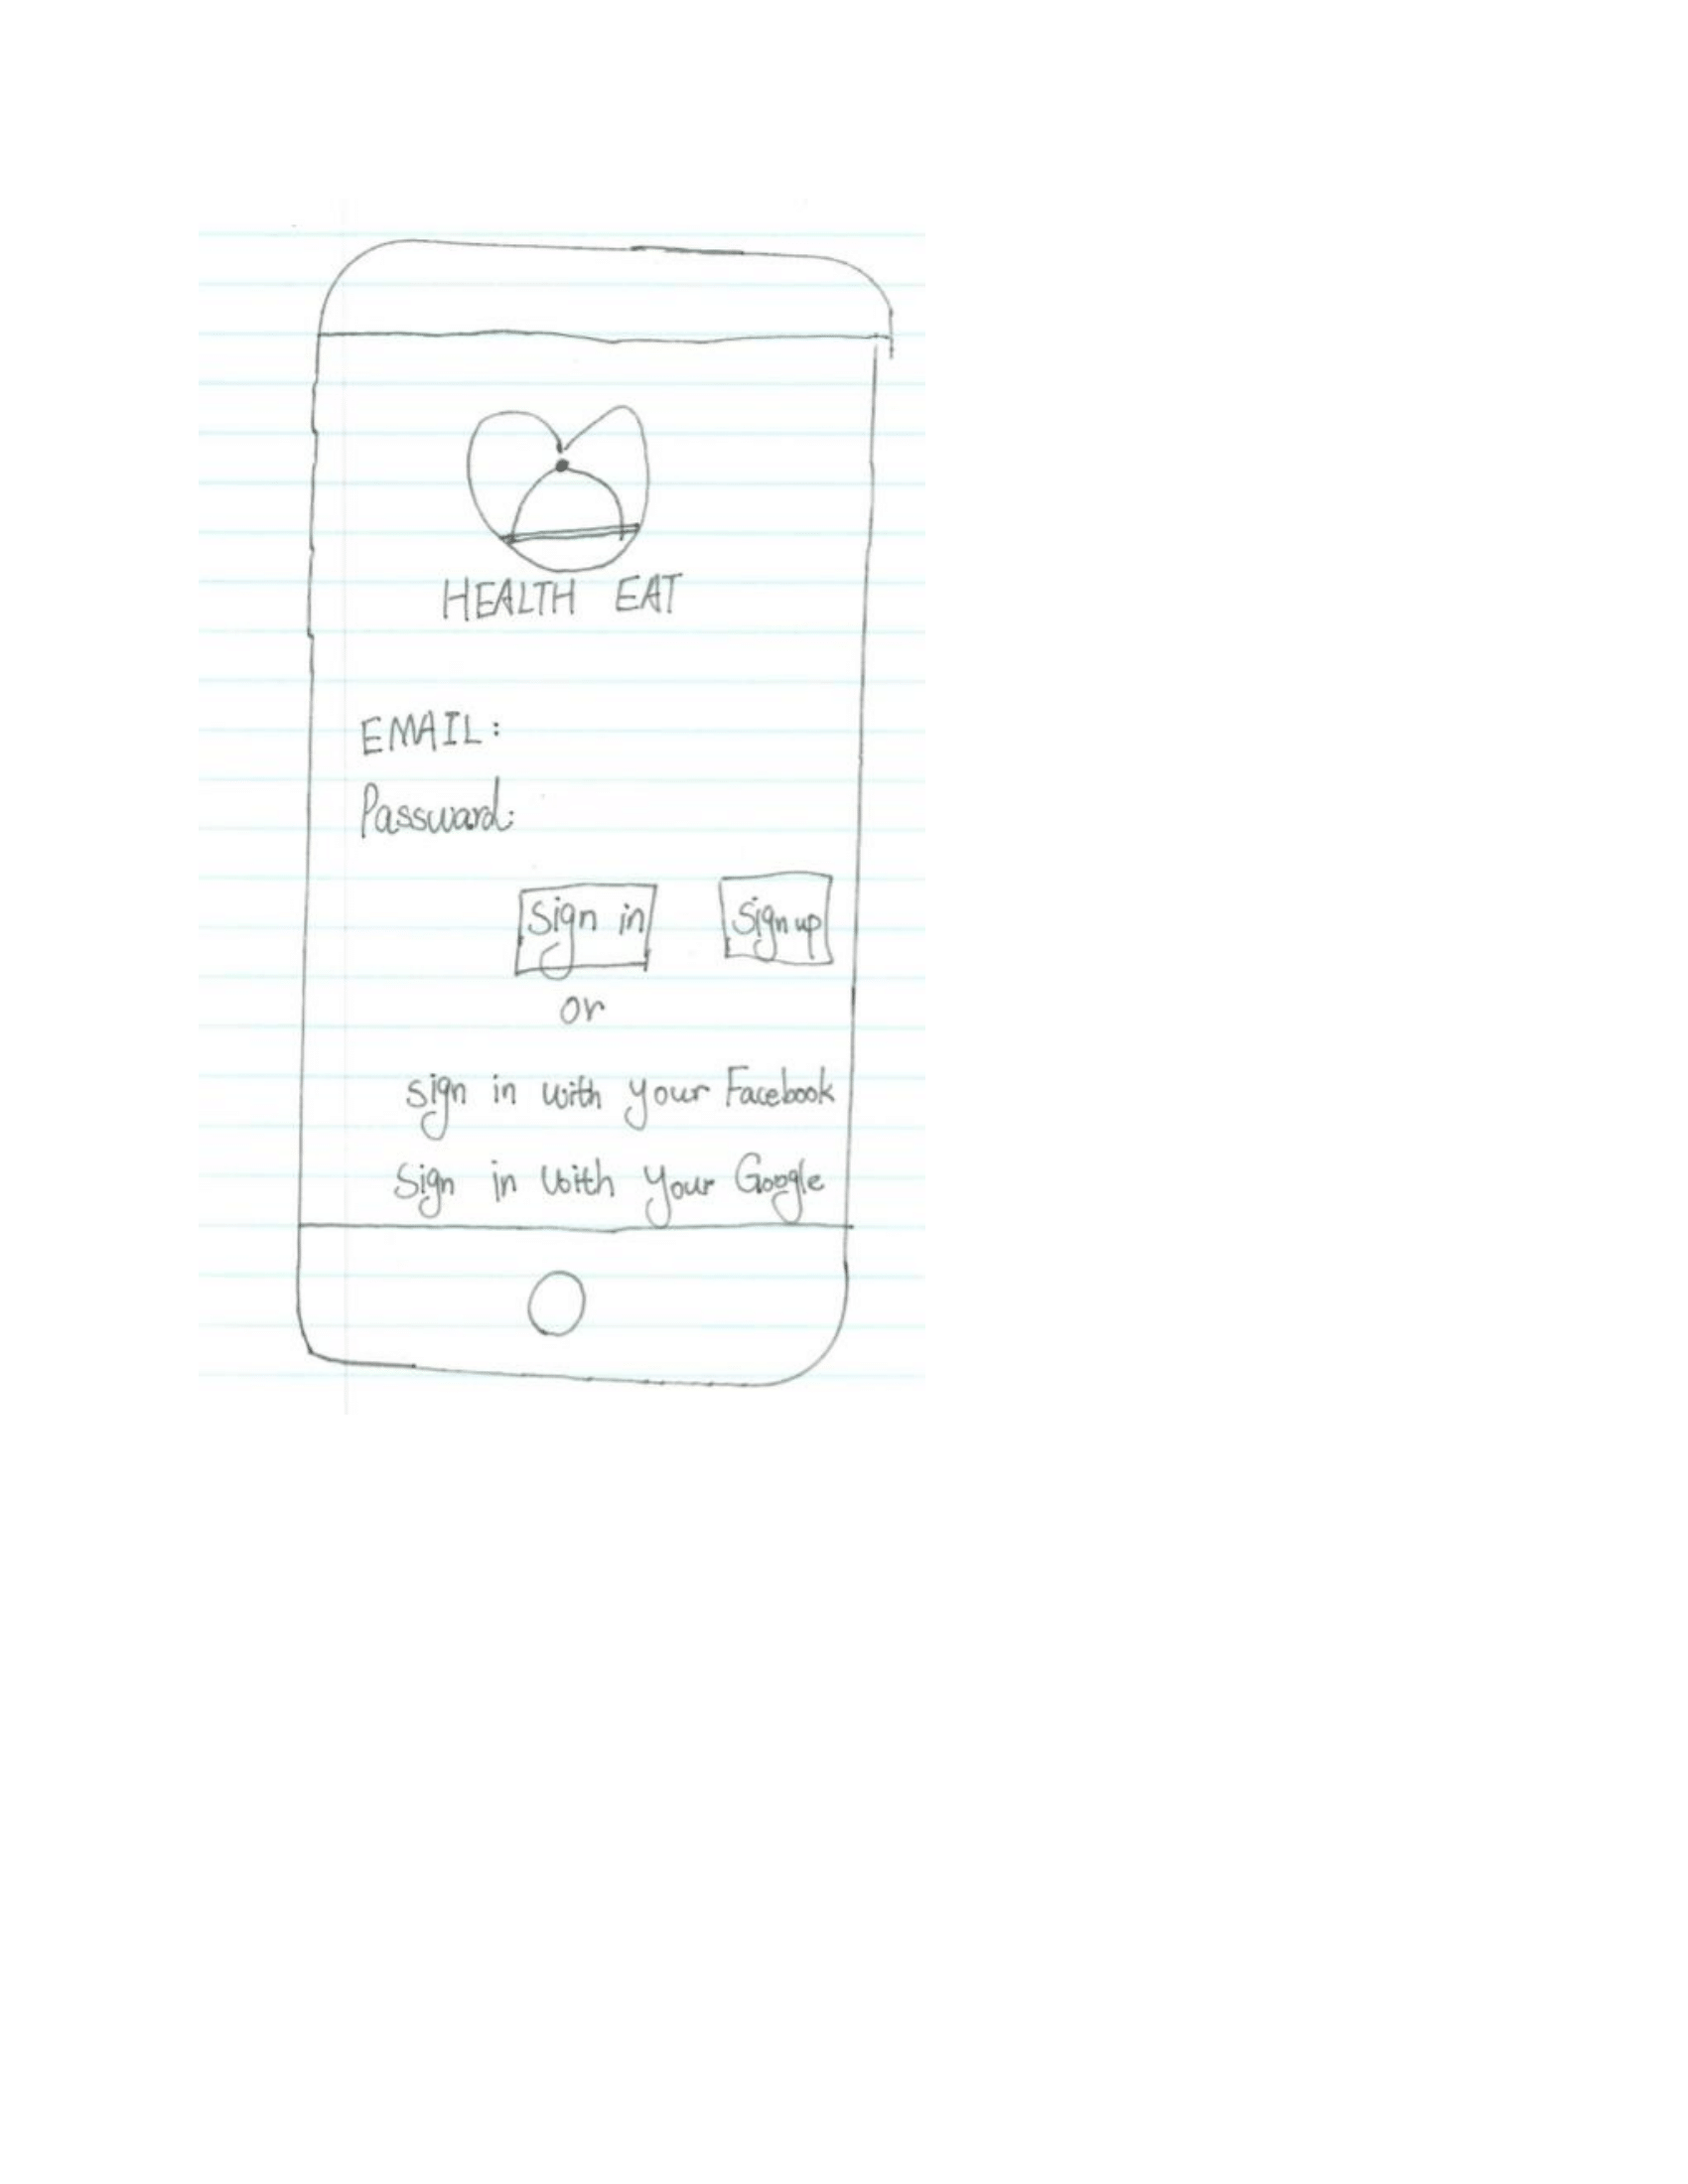 HEALTH EAT
EMAIL:
Passward:
Sign in
Sign up
or
sign in with your Facebook
Sign in with your Google